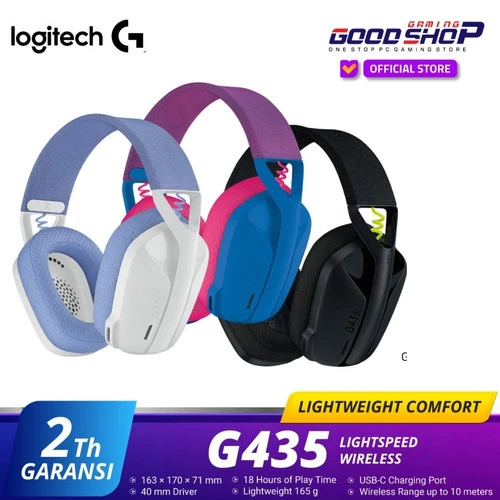 logitech G
GAMING
GOODSHOP
ONE STOP PC GAMING STORE
OFFICIAL STORE
G435
G
LIGHTWEIGHT COMFORT
2Th
GARANSI
G435
LIGHTSPEED
WIRELESS
• 163 x 170 x 71 mm
• 18 Hours of Play Time
• USB-C Charging Port
• 40 mm Driver
• Lightweight 165 g
• Wireless Range up to 10 meters